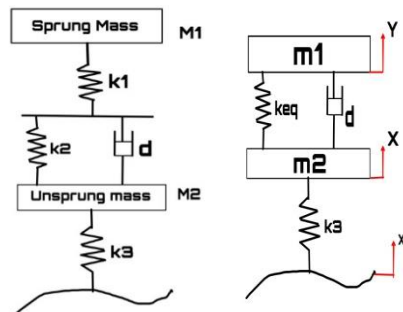 Sprung Mass
M1
k1
k2
d
Unsprung mass
M2
k3
Y
m1
keq
d
X
m2
k3
x